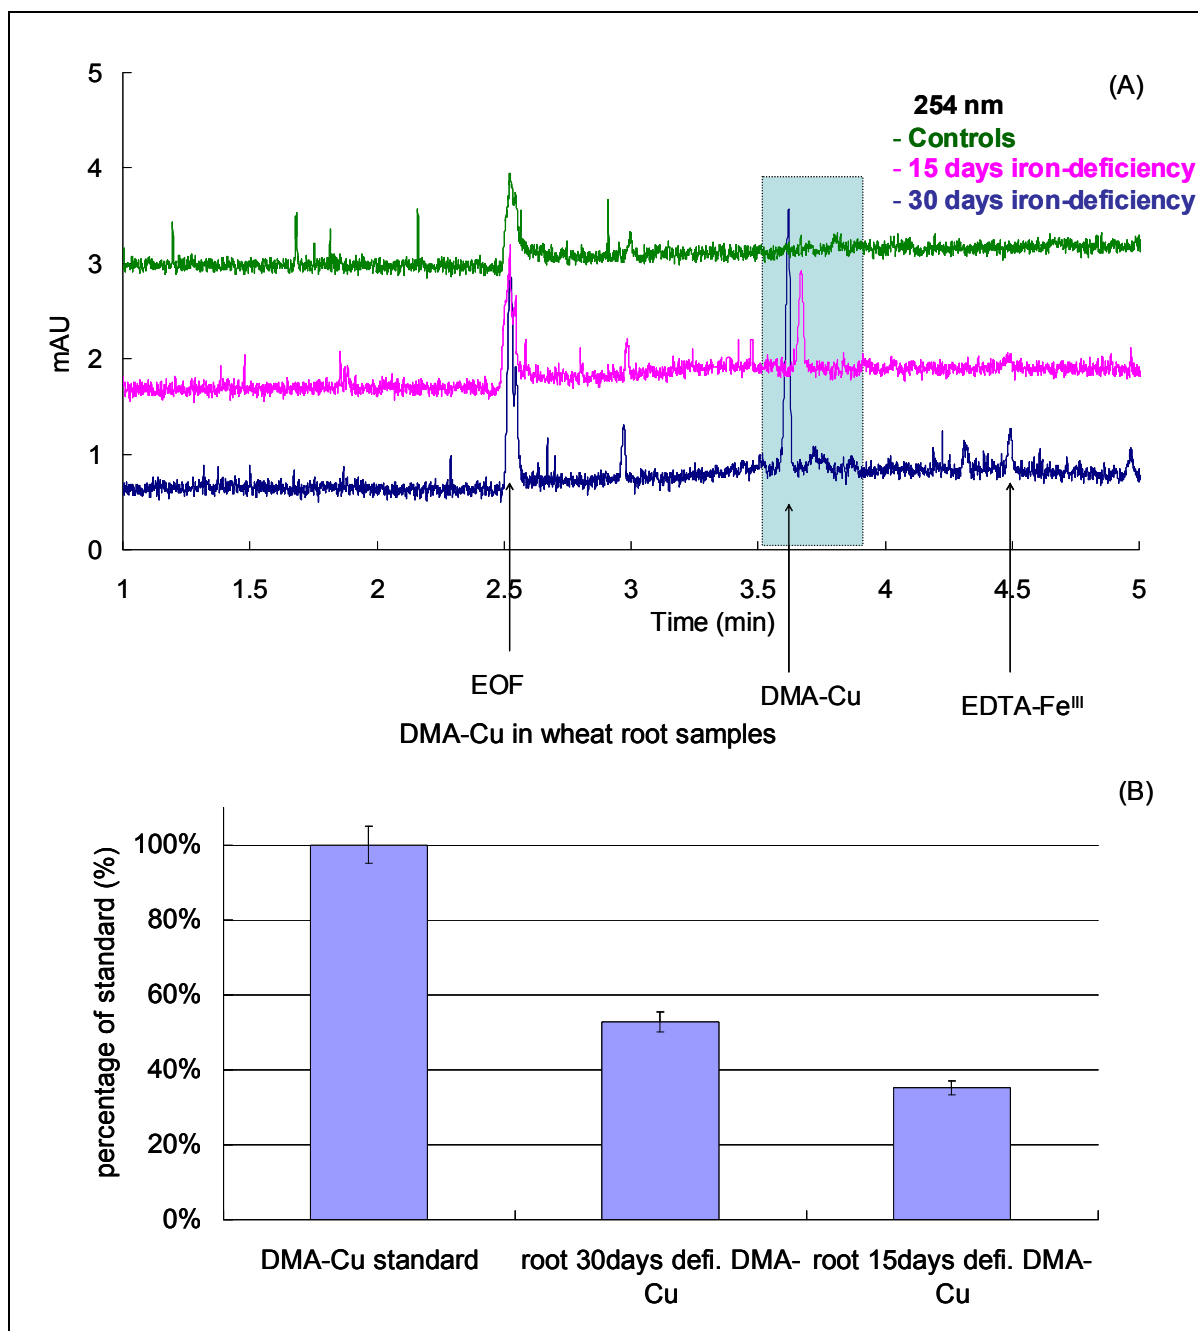 (A)
254 nm
- Controls
- 15 days iron-deficiency
- 30 days iron-deficiency
5
4
3
2
1
0
mAU
1 1.5 2 2.5 3 3.5 4 4.5 5
Time (min)
EOF
DMA-Cu
EDTA-Feᴵᴵᴵ
DMA-Cu in wheat root samples
(B)
percentage of standard (%)
100%
80%
60%
40%
20%
0%
DMA-Cu standard
root 30days defi. DMA-
Cu
root 15days defi. DMA-
Cu